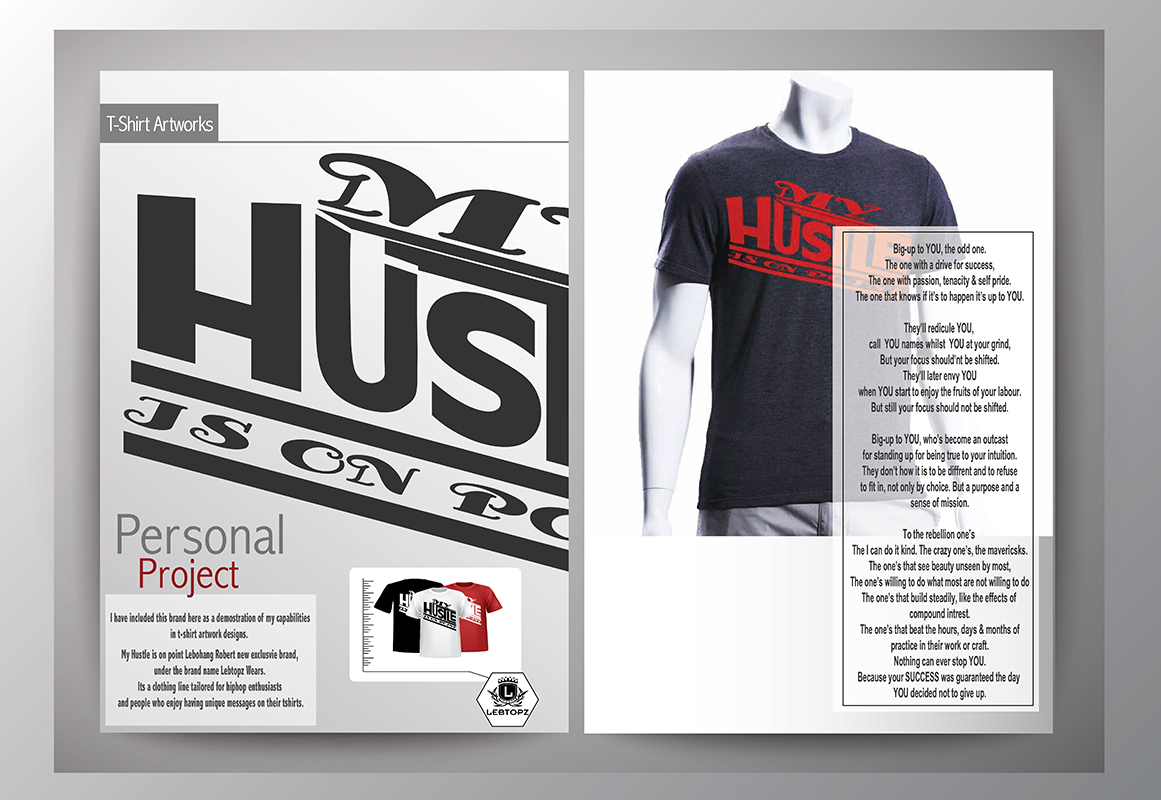 T-Shirt Artworks
MY
HUST
IS ON PO
Personal
Project
I have included this brand here as a demostration of my capabilities
in t-shirt artwork designs.
My Hustle is on point Lebohang Robert new exclusvie brand,
under the brand name Lebtopz Wears.
Its a clothing line tailored for hiphop enthusiasts
and people who enjoy having unique messages on their tshirts.
MY
HUSTLE
L
LEBTOPZ
MY
HUSTLE
IS ON
Big-up to YOU, the odd one.
The one with a drive for success,
The one with passion, tenacity & self pride.
The one that knows if it's to happen it's up to YOU.
They'll redicule YOU,
call YOU names whilst YOU at your grind,
But your focus should'nt be shifted.
They'll later envy YOU
when YOU start to enjoy the fruits of your labour.
But still your focus should not be shifted.
Big-up to YOU, who's become an outcast
for standing up for being true to your intuition.
They don't how it is to be diffrent and to refuse
to fit in, not only by choice. But a purpose and a
sense of mission.
To the rebellion one's
The I can do it kind. The crazy one's, the mavericsks.
The one's that see beauty unseen by most,
The one's willing to do what most are not willing to do
The one's that build steadily, like the effects of
compound intrest.
The one's that beat the hours, days & months of
practice in their work or craft.
Nothing can ever stop YOU.
Because your SUCCESS was guaranteed the day
YOU decided not to give up.